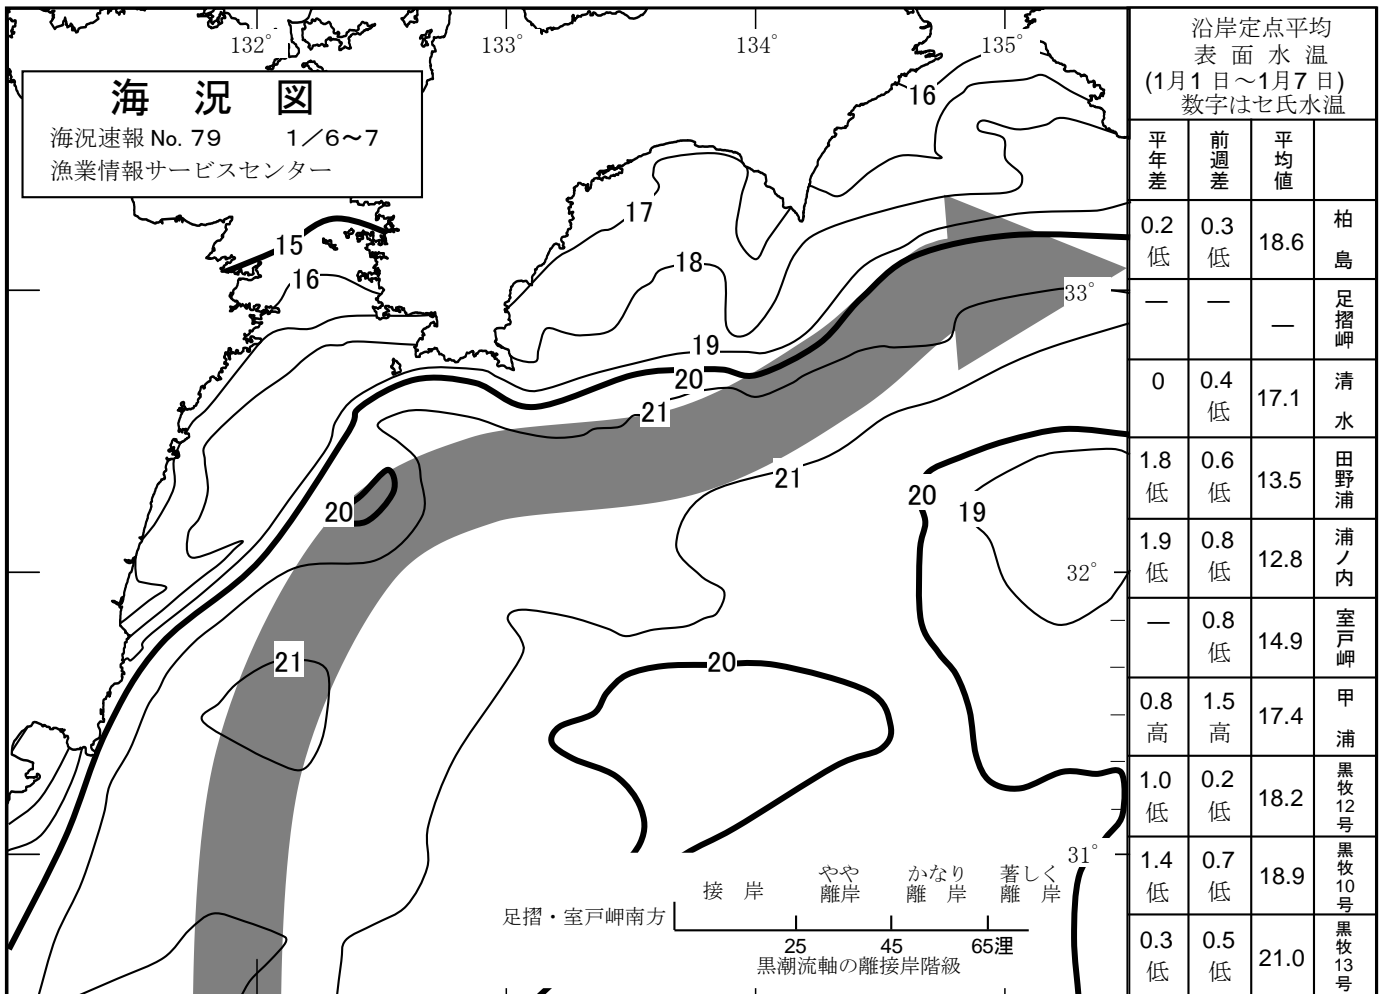 132° 133° 134° 135°
海 況 図
海況速報 No. 79 1／6～7
漁業情報サービスセンター
16
17
15
16
18
33°
19
20
21
21
20
20
19
32°
21
20
31°
接 岸 やや離岸 かなり離 岸 著しく離 岸
足摺・室戸岬南方
25 45 65浬
黒潮流軸の離接岸階級
沿岸定点平均
表 面 水 温
(1月1 日～1月7 日)
数字はセ氏水温
平年差 前週差 平均値
0.2低 0.3低 18.6 柏 島
— — — 足摺岬
0 0.4低 17.1 清 水
1.8低 0.6低 13.5 田野浦
1.9低 0.8低 12.8 浦ノ内
— 0.8低 14.9 室戸岬
0.8高 1.5高 17.4 甲 浦
1.0低 0.2低 18.2 黒牧12号
1.4低 0.7低 18.9 黒牧10号
0.3低 0.5低 21.0 黒牧13号